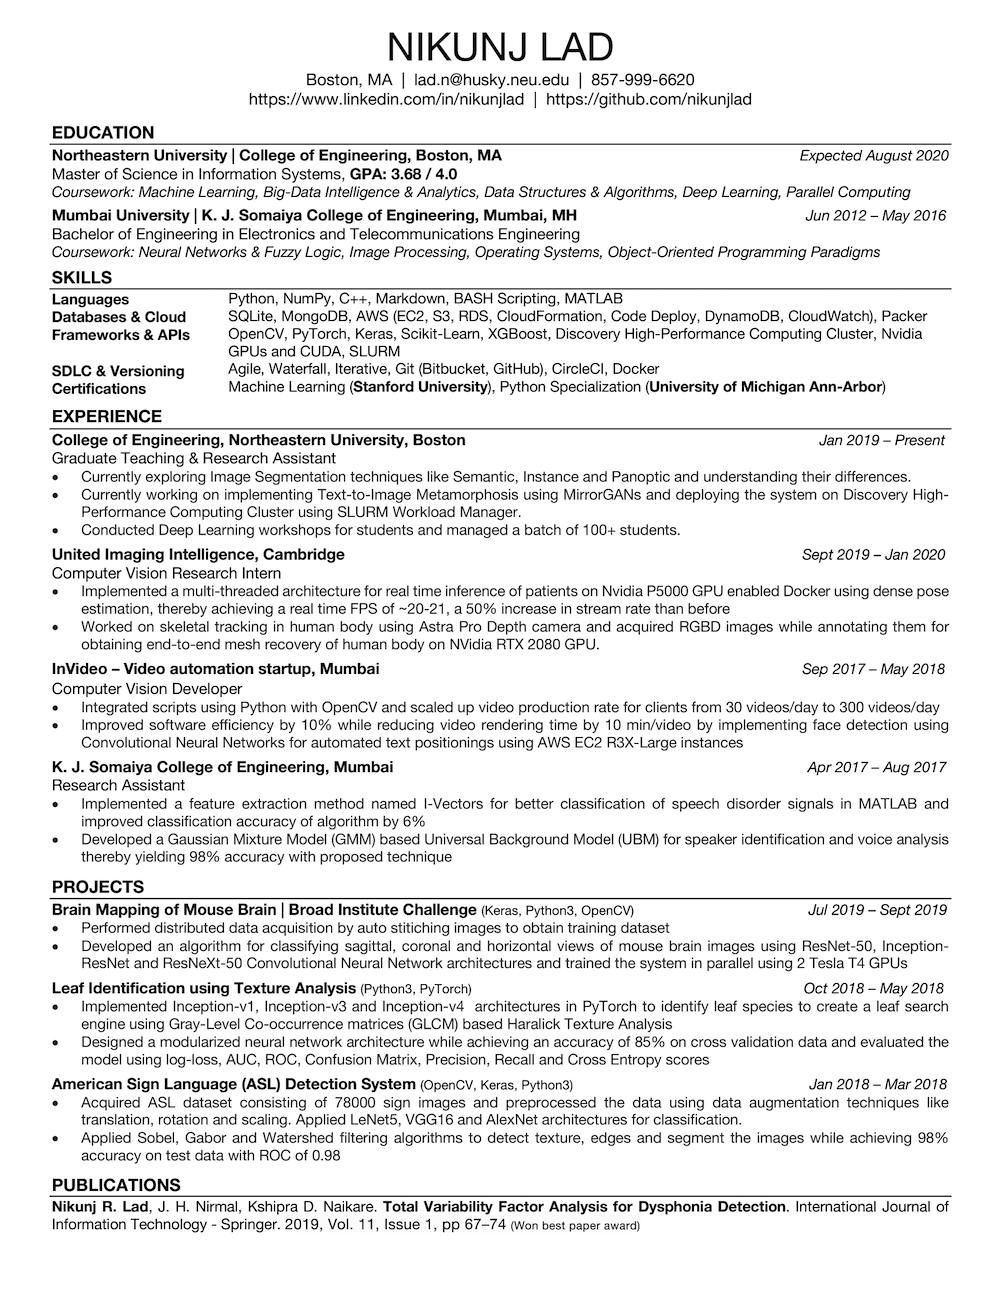 NIKUNJ LAD
Boston, MA | lad.n@husky.neu.edu | 857-999-6620
https://www.linkedin.com/in/nikunjlad | https://github.com/nikunjlad
EDUCATION
Northeastern University | College of Engineering, Boston, MA Expected August 2020
Master of Science in Information Systems, GPA: 3.68 / 4.0
Coursework: Machine Learning, Big-Data Intelligence & Analytics, Data Structures & Algorithms, Deep Learning, Parallel Computing
Mumbai University | K. J. Somaiya College of Engineering, Mumbai, MH Jun 2012 – May 2016
Bachelor of Engineering in Electronics and Telecommunications Engineering
Coursework: Neural Networks & Fuzzy Logic, Image Processing, Operating Systems, Object-Oriented Programming Paradigms
SKILLS
Languages Python, NumPy, C++, Markdown, BASH Scripting, MATLAB
Databases & Cloud SQLite, MongoDB, AWS (EC2, S3, RDS, CloudFormation, Code Deploy, DynamoDB, CloudWatch), Packer
Frameworks & APIs OpenCV, PyTorch, Keras, Scikit-Learn, XGBoost, Discovery High-Performance Computing Cluster, Nvidia
GPUs and CUDA, SLURM
SDLC & Versioning Agile, Waterfall, Iterative, Git (Bitbucket, GitHub), CircleCI, Docker
Certifications Machine Learning (Stanford University), Python Specialization (University of Michigan Ann-Arbor)
EXPERIENCE
College of Engineering, Northeastern University, Boston Jan 2019 – Present
Graduate Teaching & Research Assistant
• Currently exploring Image Segmentation techniques like Semantic, Instance and Panoptic and understanding their differences.
• Currently working on implementing Text-to-Image Metamorphosis using MirrorGANs and deploying the system on Discovery High-
Performance Computing Cluster using SLURM Workload Manager.
• Conducted Deep Learning workshops for students and managed a batch of 100+ students.
United Imaging Intelligence, Cambridge Sept 2019 – Jan 2020
Computer Vision Research Intern
• Implemented a multi-threaded architecture for real time inference of patients on Nvidia P5000 GPU enabled Docker using dense pose
estimation, thereby achieving a real time FPS of ~20-21, a 50% increase in stream rate than before
• Worked on skeletal tracking in human body using Astra Pro Depth camera and acquired RGBD images while annotating them for
obtaining end-to-end mesh recovery of human body on NVidia RTX 2080 GPU.
InVideo – Video automation startup, Mumbai Sep 2017 – May 2018
Computer Vision Developer
• Integrated scripts using Python with OpenCV and scaled up video production rate for clients from 30 videos/day to 300 videos/day
• Improved software efficiency by 10% while reducing video rendering time by 10 min/video by implementing face detection using
Convolutional Neural Networks for automated text positionings using AWS EC2 R3X-Large instances
K. J. Somaiya College of Engineering, Mumbai Apr 2017 – Aug 2017
Research Assistant
• Implemented a feature extraction method named I-Vectors for better classification of speech disorder signals in MATLAB and
improved classification accuracy of algorithm by 6%
• Developed a Gaussian Mixture Model (GMM) based Universal Background Model (UBM) for speaker identification and voice analysis
thereby yielding 98% accuracy with proposed technique
PROJECTS
Brain Mapping of Mouse Brain | Broad Institute Challenge (Keras, Python3, OpenCV) Jul 2019 – Sept 2019
• Performed distributed data acquisition by auto stitching images to obtain training dataset
• Developed an algorithm for classifying sagittal, coronal and horizontal views of mouse brain images using ResNet-50, Inception-
ResNet and ResNeXt-50 Convolutional Neural Network architectures and trained the system in parallel using 2 Tesla T4 GPUs
Leaf Identification using Texture Analysis (Python3, PyTorch) Oct 2018 – May 2018
• Implemented Inception-v1, Inception-v3 and Inception-v4 architectures in PyTorch to identify leaf species to create a leaf search
engine using Gray-Level Co-occurrence matrices (GLCM) based Haralick Texture Analysis
• Designed a modularized neural network architecture while achieving an accuracy of 85% on cross validation data and evaluated the
model using log-loss, AUC, ROC, Confusion Matrix, Precision, Recall and Cross Entropy scores
American Sign Language (ASL) Detection System (OpenCV, Keras, Python3) Jan 2018 – Mar 2018
• Acquired ASL dataset consisting of 78000 sign images and preprocessed the data using data augmentation techniques like
translation, rotation and scaling. Applied LeNet5, VGG16 and AlexNet architectures for classification.
• Applied Sobel, Gabor and Watershed filtering algorithms to detect texture, edges and segment the images while achieving 98%
accuracy on test data with ROC of 0.98
PUBLICATIONS
Nikunj R. Lad, J. H. Nirmal, Kshipra D. Naikare. Total Variability Factor Analysis for Dysphonia Detection. International Journal of
Information Technology - Springer. 2019, Vol. 11, Issue 1, pp 67–74 (Won best paper award)